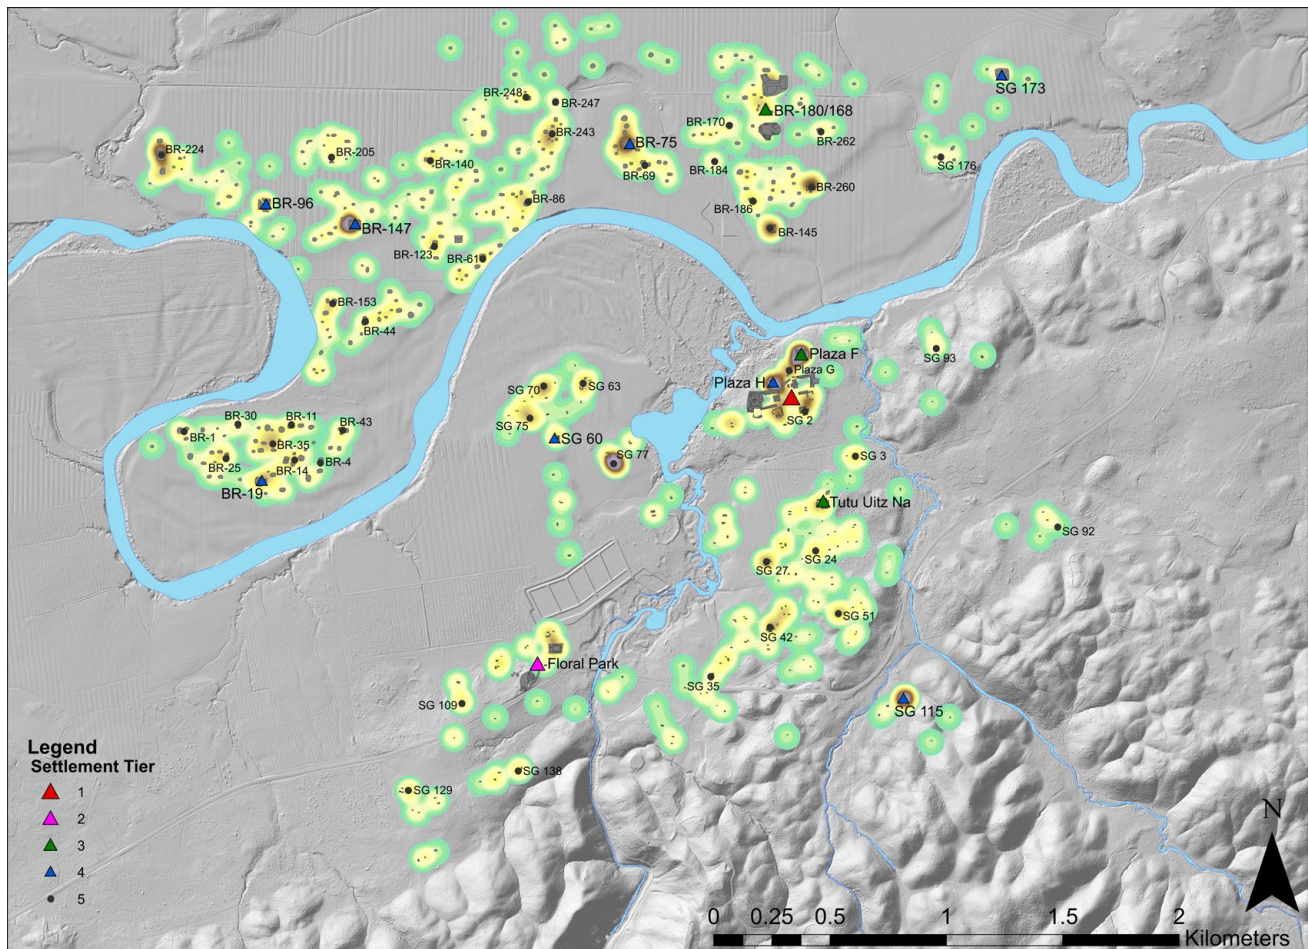 BR-248
BR-247
SG 173
BR-180/168
BR-170
BR-243
BR-262
BR-75
BR-224
BR-205
BR-140
BR-69
BR-184
SG 176
BR-260
BR-96
BR-86
BR-186
BR-147
BR-145
BR-123
BR-61
BR-153
BR-44
Plaza F
SG 93
Plaza G
Plaza H
SG 70
SG 63
SG 75
SG 2
BR-30
BR-11
BR-43
BR-1
BR-35
SG 60
BR-25
BR-14
BR-4
SG 77
SG 3
BR-19
Tutu Uitz Na
SG 92
SG 24
SG 27
SG 51
SG 42
Floral Park
SG 35
SG 109
SG 115
SG 138
SG 129
Legend
Settlement Tier
1
2
3
4
5
N
0 0.25 0.5 1 1.5 2
Kilometers